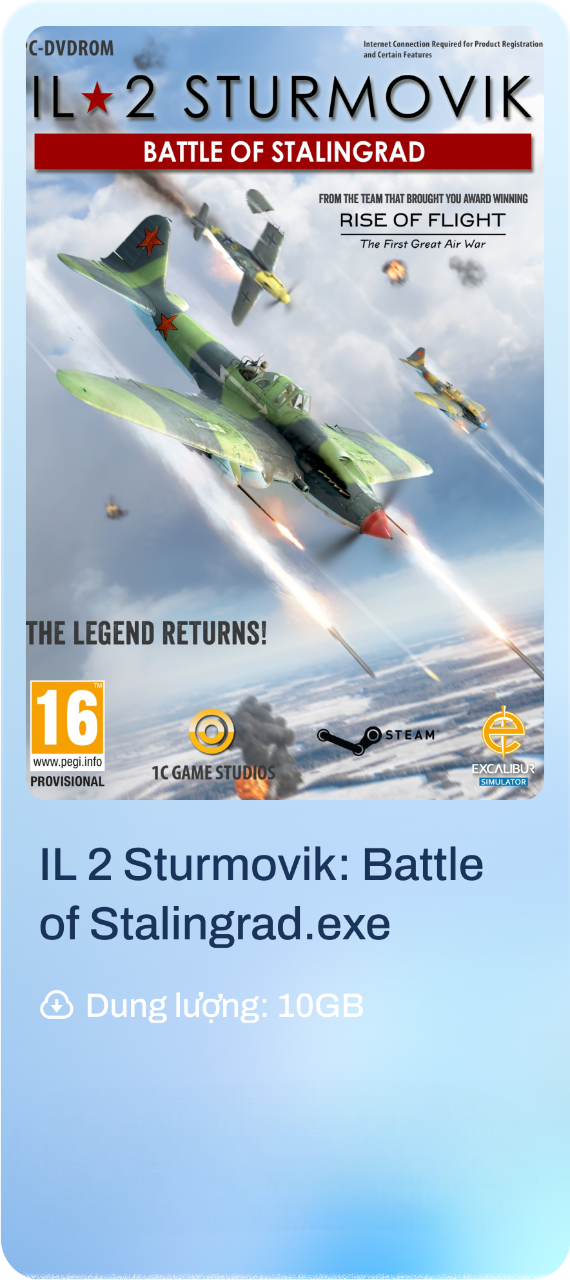 PC-DVDROM
Internet Connection Required for Product Registration
and Certain Features
IL★2 STURMOVIK
BATTLE OF STALINGRAD
FROM THE TEAM THAT BROUGHT YOU AWARD WINNING
RISE OF FLIGHT
The First Great Air War
THE LEGEND RETURNS!
16
TM
www.pegi.info
PROVISIONAL
1C GAME STUDIOS
STEAM
EXCALIBUR
SIMULATOR
IL 2 Sturmovik: Battle
of Stalingrad.exe
Dung lượng: 10GB